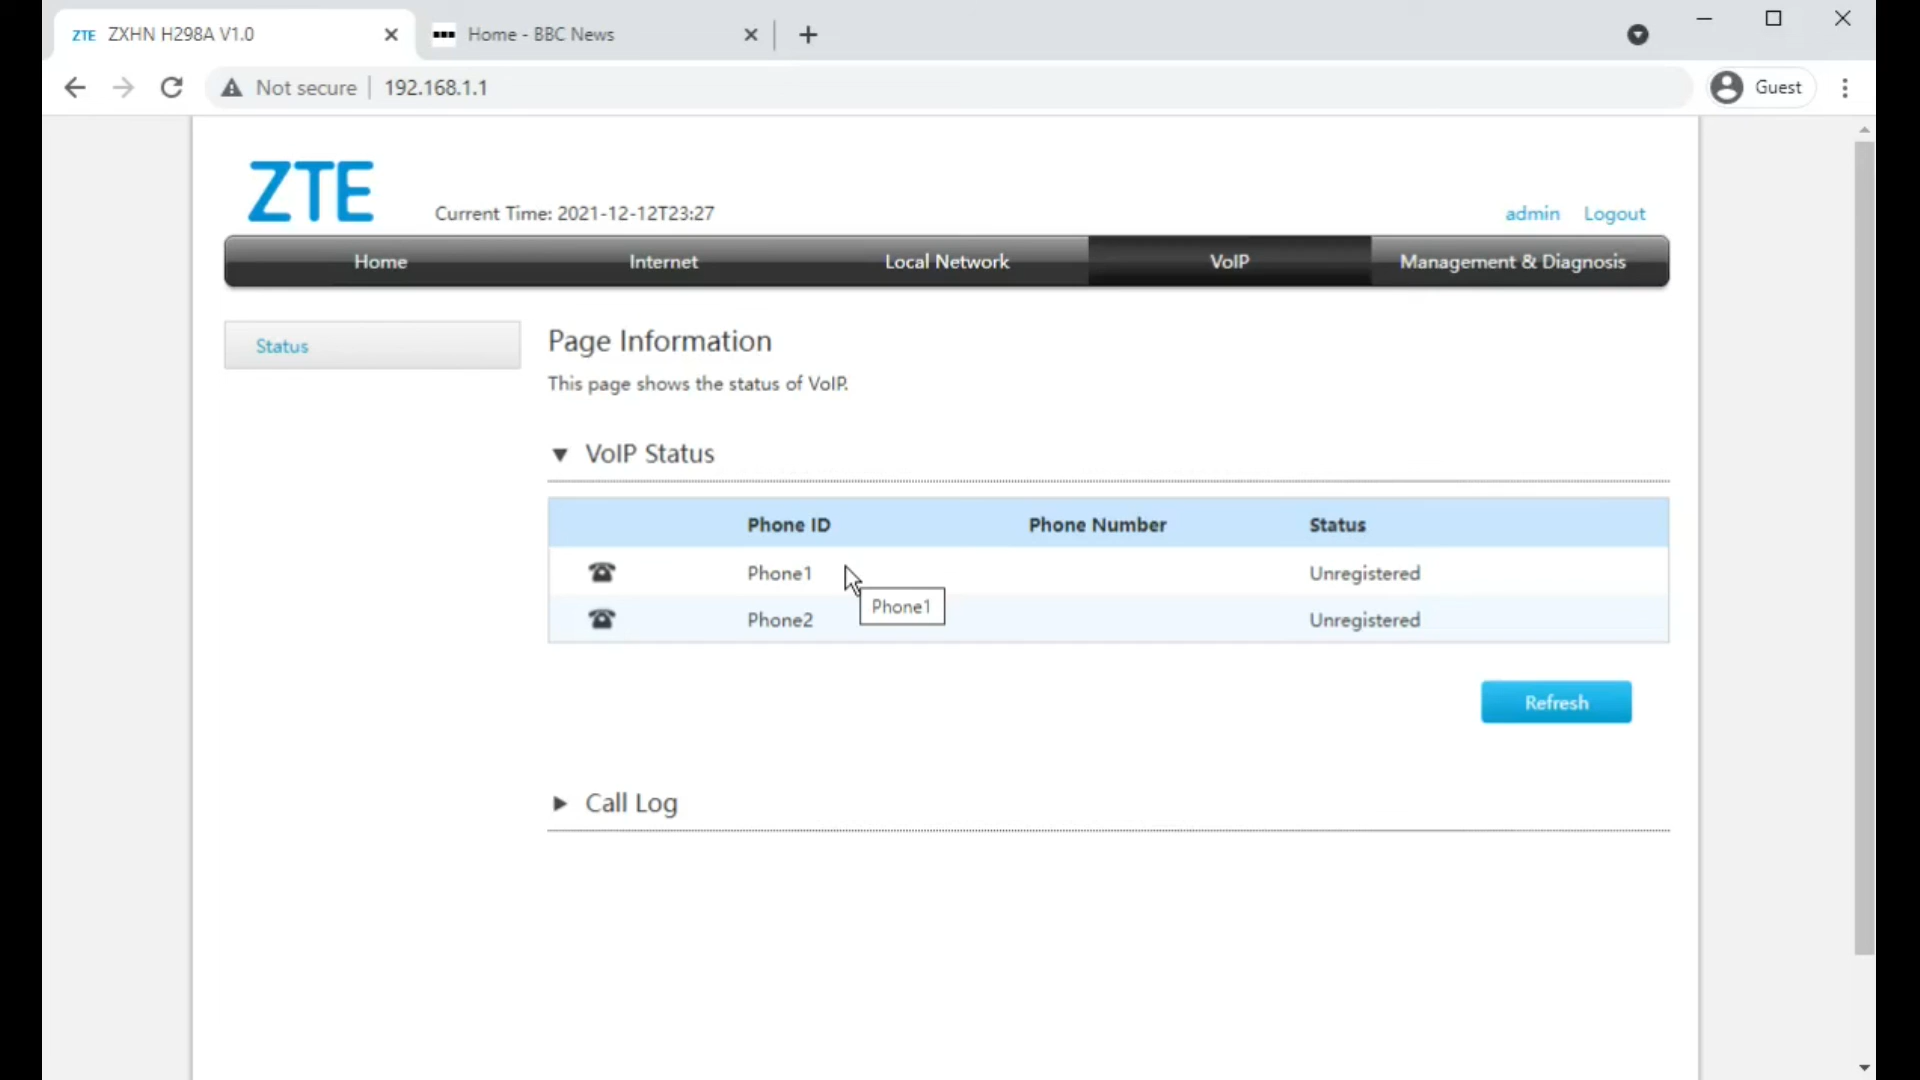 ZTE ZXHN H298A V1.0
Home - BBC News
Not secure 192.168.1.1
Guest
ZTE
Current Time: 2021-12-12T23:27
admin Logout
Home Internet Local Network VoIP Management & Diagnosis
Status
Page Information
This page shows the status of VoIP.
VoIP Status
Phone ID Phone Number Status
Phone1 Unregistered
Phone1
Phone2 Unregistered
Refresh
Call Log